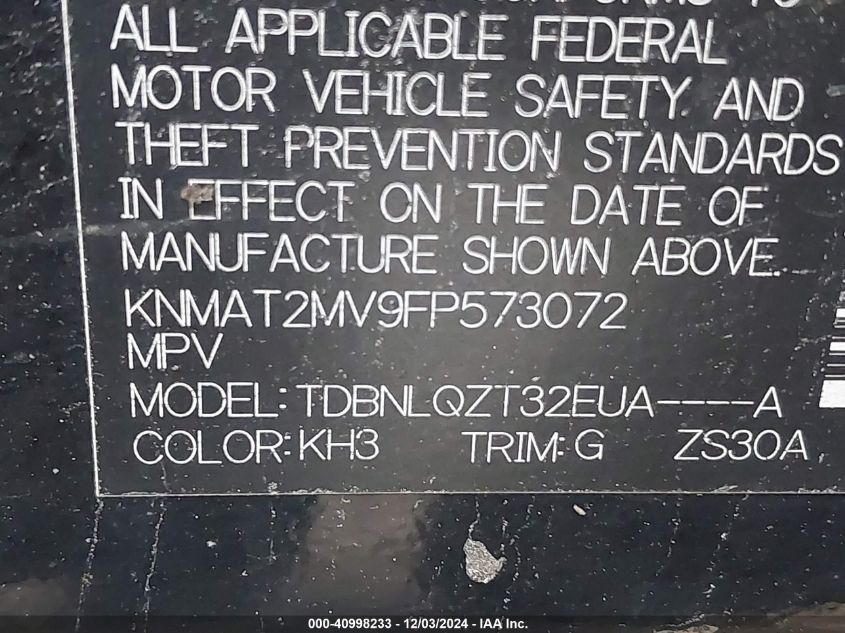 ALL APPLICABLE FEDERAL
MOTOR VEHICLE SAFETY AND
THEFT PREVENTION STANDARDS
IN EFFECT ON THE DATE OF
MANUFACTURE SHOWN ABOVE.
KNMAT2MV9FP573072
MPV
MODEL: TDBNLQZT32EUA----A
COLOR: KH3 TRIM: G ZS30A
000-40998233 - 12/03/2024 - IAA Inc.